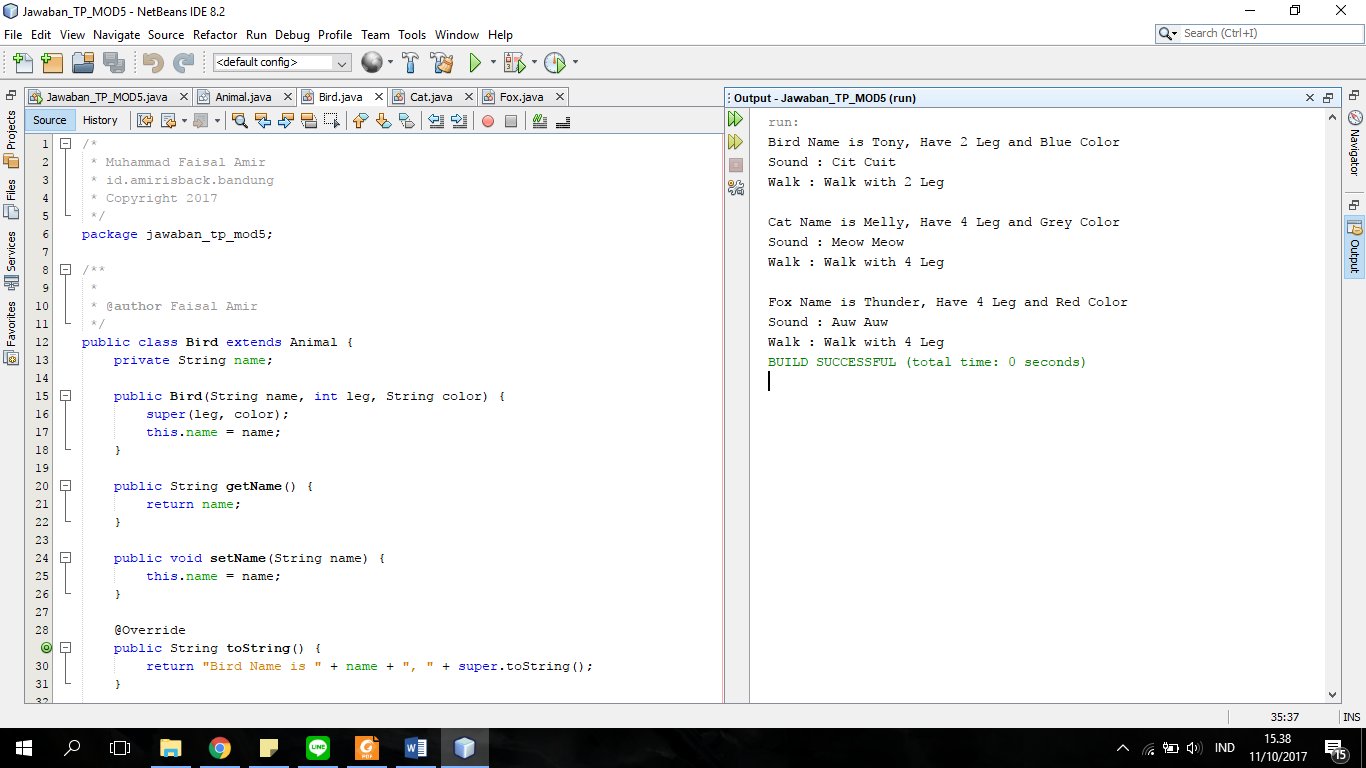 Jawaban_TP_MOD5 - NetBeans IDE 8.2
File Edit View Navigate Source Refactor Run Debug Profile Team Tools Window Help
Search (Ctrl+I)
<default config>
Jawaban_TP_MOD5.java Animal.java Bird.java Cat.java Fox.java
Source History
Projects
Files
Services
Favorites
1 /*
2 * Muhammad Faisal Amir
3 * id.amirisback.bandung
4 * Copyright 2017
5 */
6 package jawaban_tp_mod5;
7
8 /**
9 *
10 * @author Faisal Amir
11 */
12 public class Bird extends Animal {
13 private String name;
14
15 public Bird(String name, int leg, String color) {
16 super(leg, color);
17 this.name = name;
18 }
19
20 public String getName() {
21 return name;
22 }
23
24 public void setName(String name) {
25 this.name = name;
26 }
27
28 @Override
public String toString() {
30 return "Bird Name is " + name + ", " + super.toString();
31 }
32
Output - Jawaban_TP_MOD5 (run)
run:
Bird Name is Tony, Have 2 Leg and Blue Color
Sound : Cit Cuit
Walk : Walk with 2 Leg
Cat Name is Melly, Have 4 Leg and Grey Color
Sound : Meow Meow
Walk : Walk with 4 Leg
Fox Name is Thunder, Have 4 Leg and Red Color
Sound : Auw Auw
Walk : Walk with 4 Leg
BUILD SUCCESSFUL (total time: 0 seconds)
Navigator
Output
35:37 INS
LINE
PDF
IND
15.38
11/10/2017
15